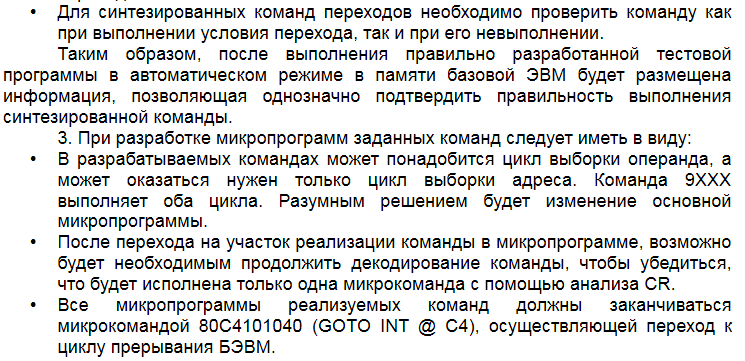 • Для синтезированных команд переходов необходимо проверить команду как
при выполнении условия перехода, так и при его невыполнении.
Таким образом, после выполнения правильно разработанной тестовой
программы в автоматическом режиме в памяти базовой ЭВМ будет размещена
информация, позволяющая однозначно подтвердить правильность выполнения
синтезированной команды.
3. При разработке микропрограмм заданных команд следует иметь в виду:
• В разрабатываемых командах может понадобится цикл выборки операнда, а
может оказаться нужен только цикл выборки адреса. Команда 9XXX
выполняет оба цикла. Разумным решением будет изменение основной
микропрограммы.
• После перехода на участок реализации команды в микропрограмме, возможно
будет необходимым продолжить декодирование команды, чтобы убедиться,
что будет исполнена только одна микрокоманда с помощью анализа CR.
• Все микропрограммы реализуемых команд должны заканчиваться
микрокомандой 80C4101040 (GOTO INT @ C4), осуществляющей переход к
циклу прерывания БЭВМ.